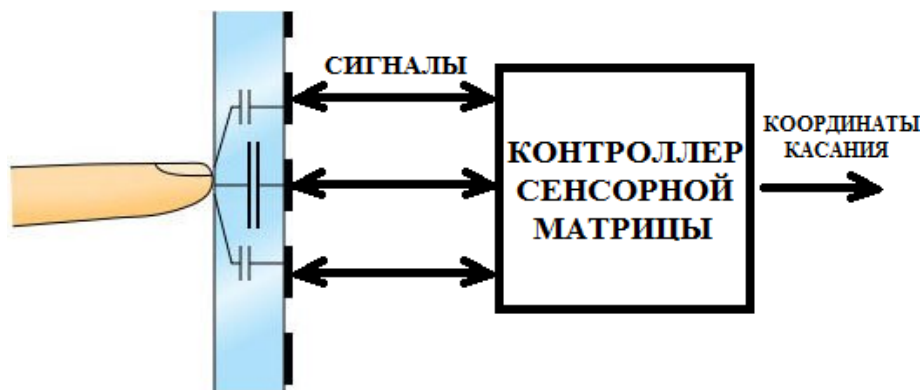 СИГНАЛЫ
КОНТРОЛЛЕР
СЕНСОРНОЙ
МАТРИЦЫ
КООРДИНАТЫ
КАСАНИЯ